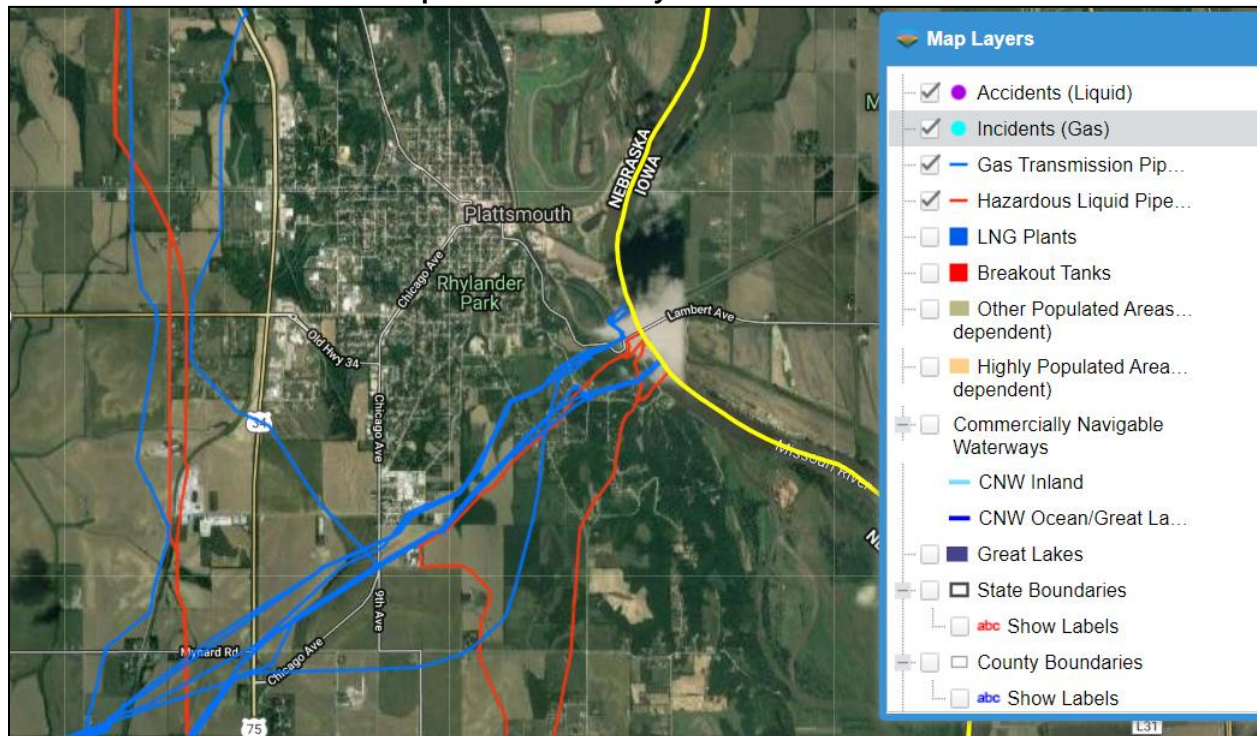 Map Layers
Accidents (Liquid)
Incidents (Gas)
Gas Transmission Pip...
Hazardous Liquid Pipe...
LNG Plants
Breakout Tanks
Other Populated Areas...
dependent)
Highly Populated Area...
dependent)
Commercially Navigable
Waterways
CNW Inland
CNW Ocean/Great La...
Great Lakes
State Boundaries
abc Show Labels
County Boundaries
abc Show Labels
NEBRASKA
IOWA
Plattsmouth
Chicago Ave
Rhylander
Park
Lambert Ave
Old Hwy 34
34
Chicago Ave
Missouri River
9th Ave
Mynard Rd
Chicago Ave
75
L31